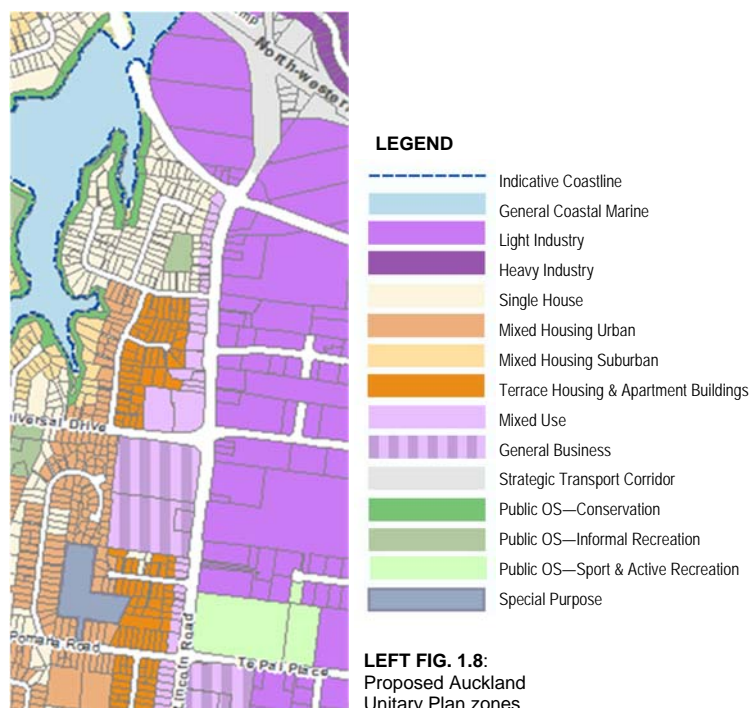 mp
North-western
LEGEND
Indicative Coastline
General Coastal Marine
Light Industry
Heavy Industry
Single House
Mixed Housing Urban
Mixed Housing Suburban
Terrace Housing & Apartment Buildings
Mixed Use
General Business
Strategic Transport Corridor
Public OS—Conservation
Public OS—Informal Recreation
Public OS—Sport & Active Recreation
Special Purpose
iversal Drive
Pomaria Road
Lincoln Road
Te Pai Place
LEFT FIG. 1.8:
Proposed Auckland
Unitary Plan zones